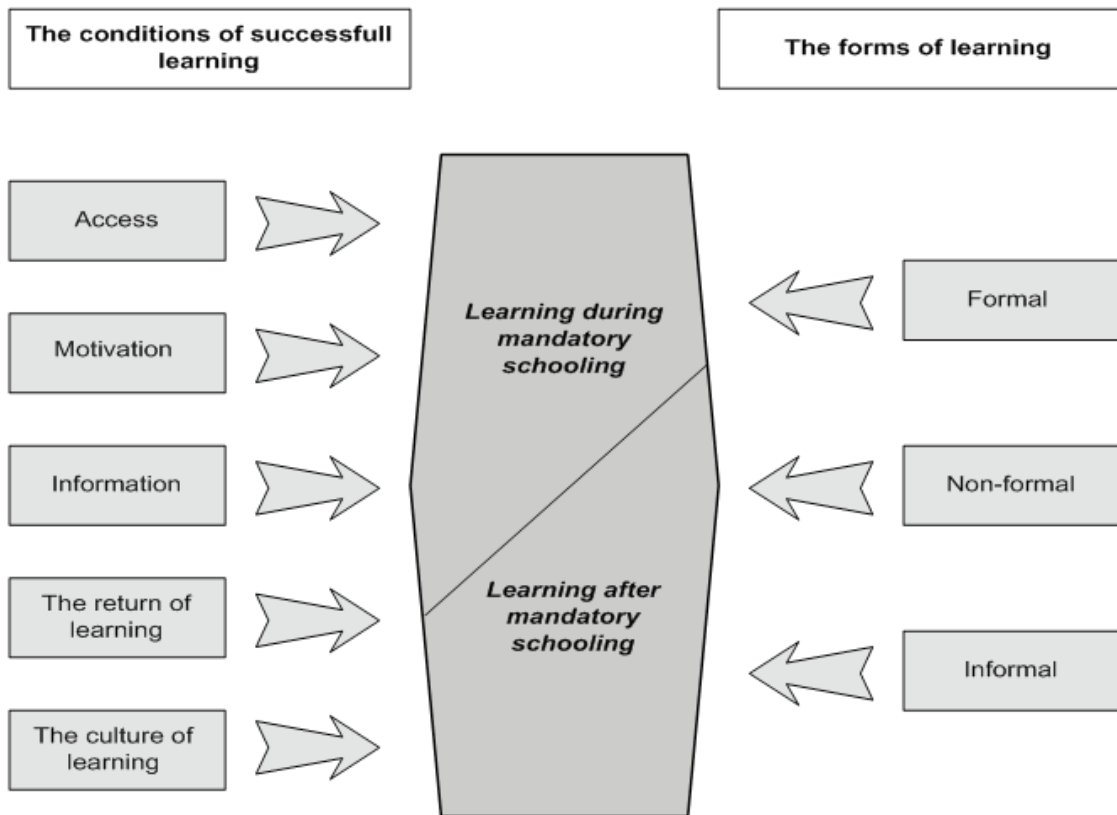 The conditions of successfull
learning
The forms of learning
Access
Motivation
Information
The return of
learning
The culture of
learning
Learning during
mandatory
schooling
Learning after
mandatory
schooling
Formal
Non-formal
Informal